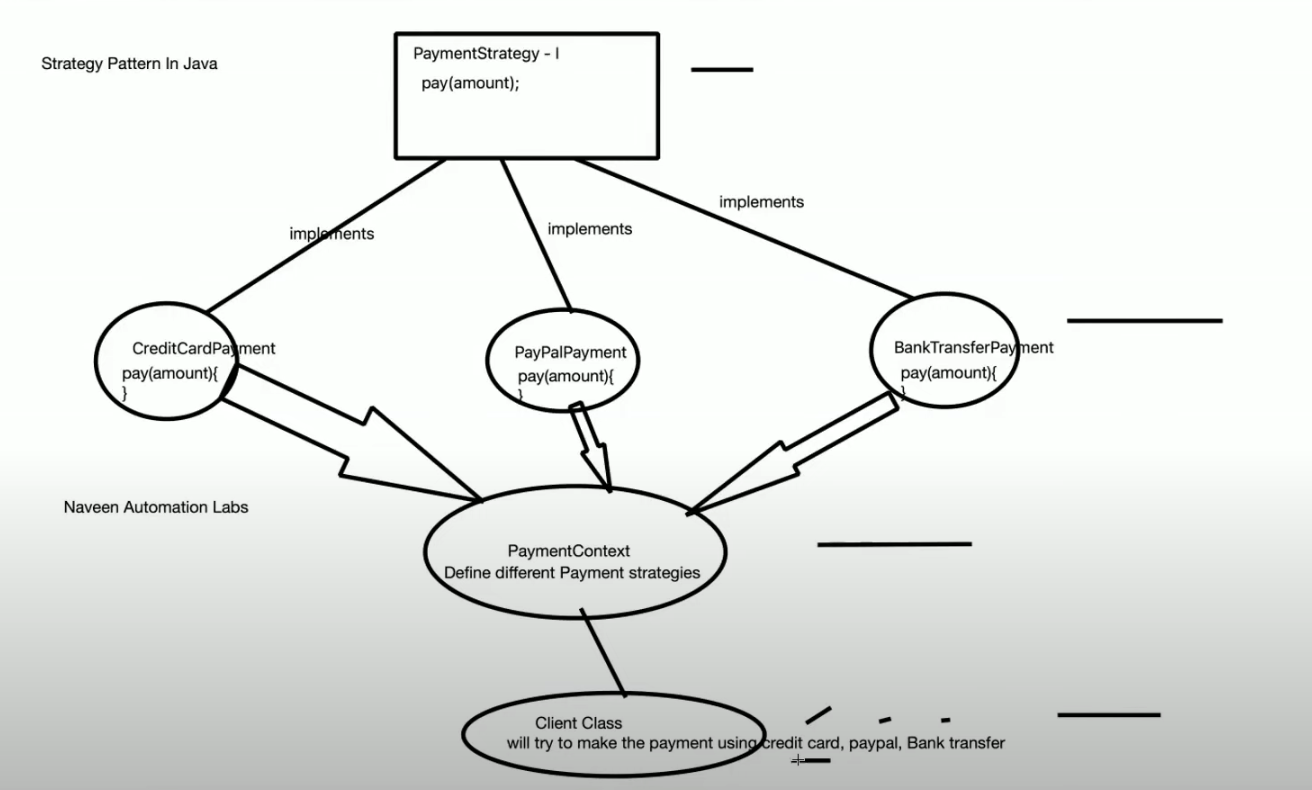 Strategy Pattern In Java
PaymentStrategy - I
pay(amount);
implements
implements
implements
CreditCardPayment
pay(amount){
}
PayPalPayment
pay(amount){
}
BankTransferPayment
pay(amount){
}
Naveen Automation Labs
PaymentContext
Define different Payment strategies
Client Class
will try to make the payment using credit card, paypal, Bank transfer